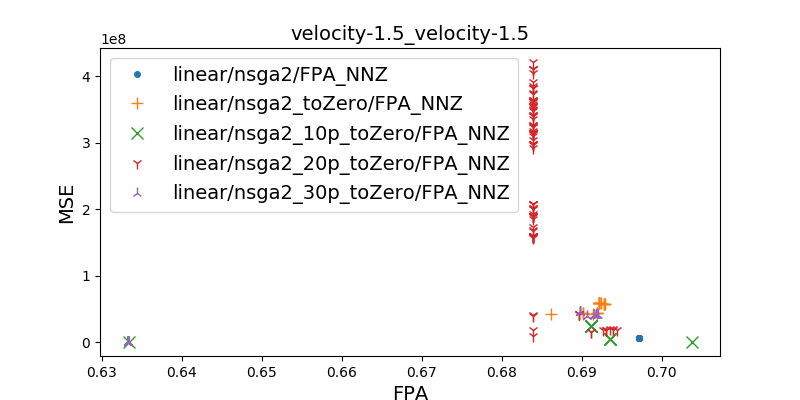 velocity-1.5_velocity-1.5
1e8
linear/nsga2/FPA_NNZ
linear/nsga2_toZero/FPA_NNZ
linear/nsga2_10p_toZero/FPA_NNZ
linear/nsga2_20p_toZero/FPA_NNZ
linear/nsga2_30p_toZero/FPA_NNZ
MSE
4
3
2
1
0
0.63 0.64 0.65 0.66 0.67 0.68 0.69 0.70
FPA